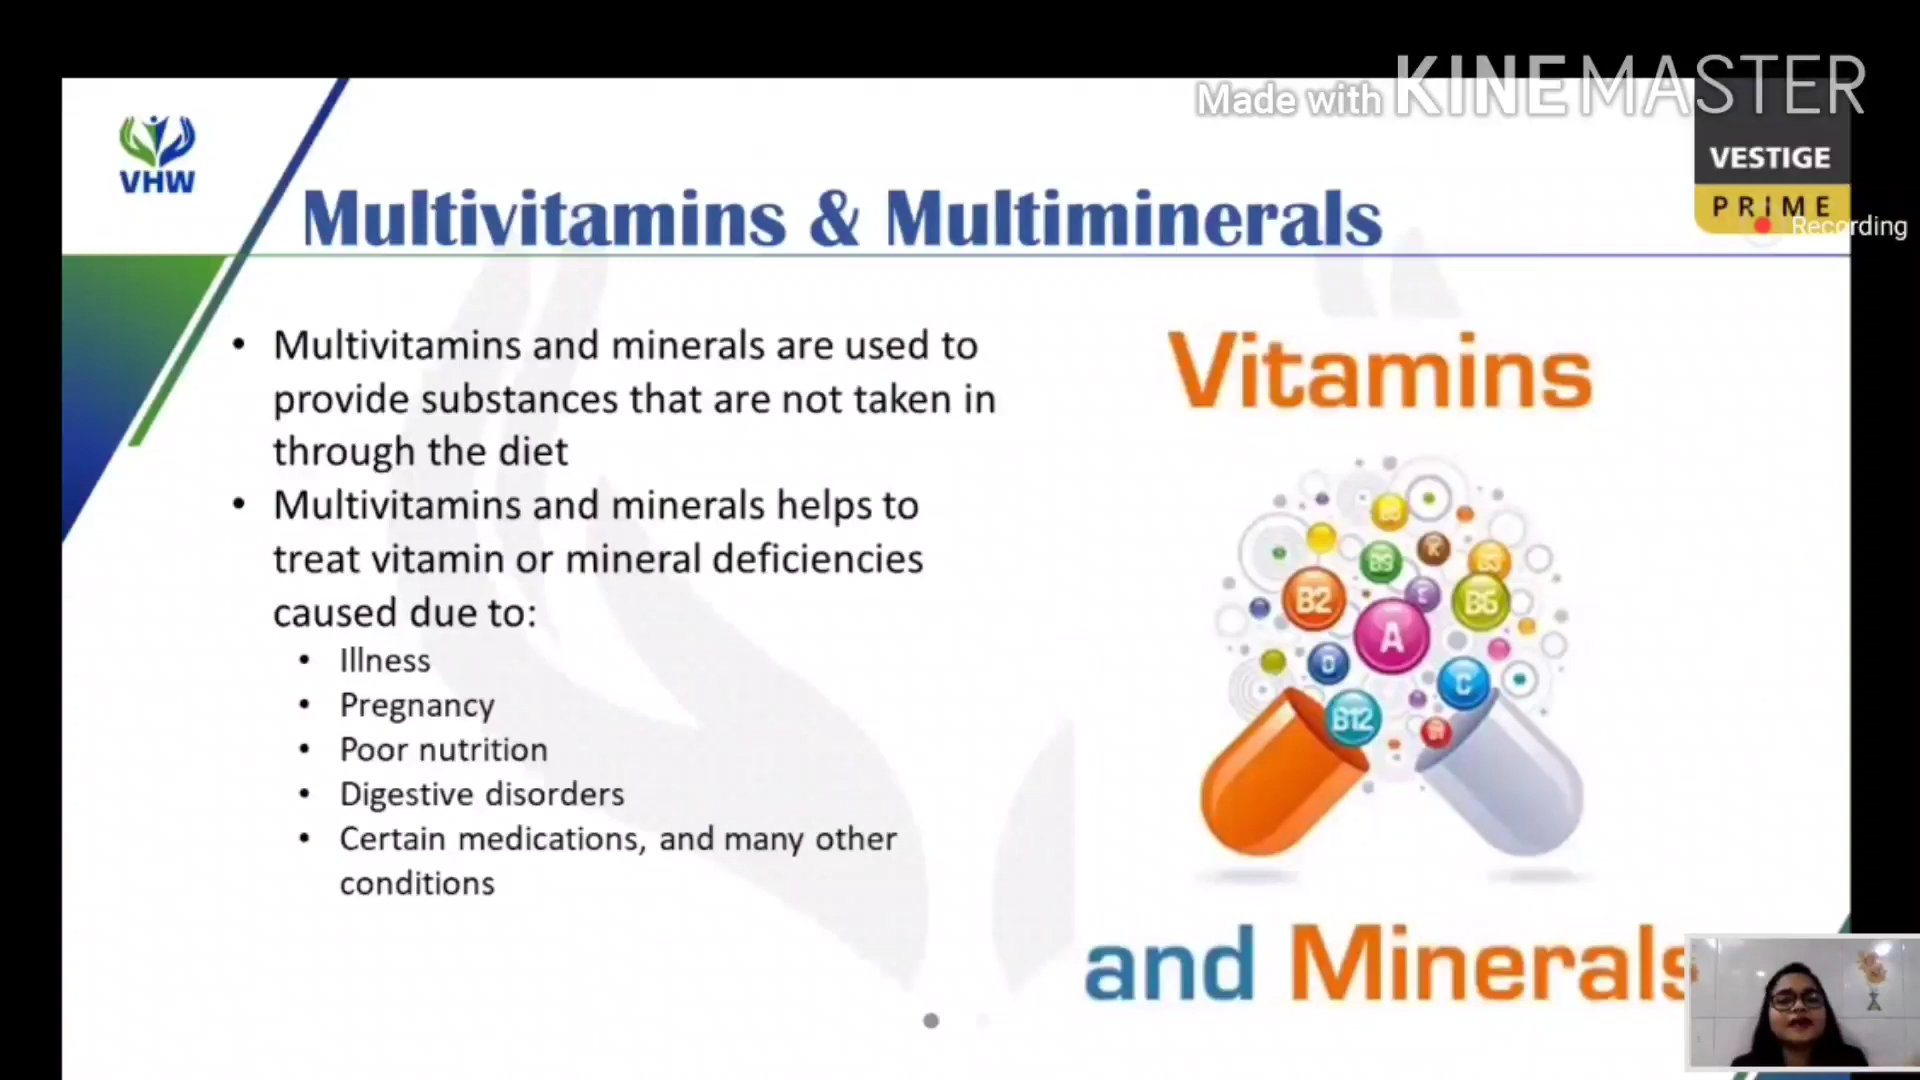 Made with KINEMASTER
VHW
VESTIGE
PRIME
Recording
Multivitamins & Multiminerals
• Multivitamins and minerals are used to
provide substances that are not taken in
through the diet
• Multivitamins and minerals helps to
treat vitamin or mineral deficiencies
caused due to:
• Illness
• Pregnancy
• Poor nutrition
• Digestive disorders
• Certain medications, and many other
conditions
Vitamins
B9
K
B3
B2
E
A
D
C
B12
and Minerals